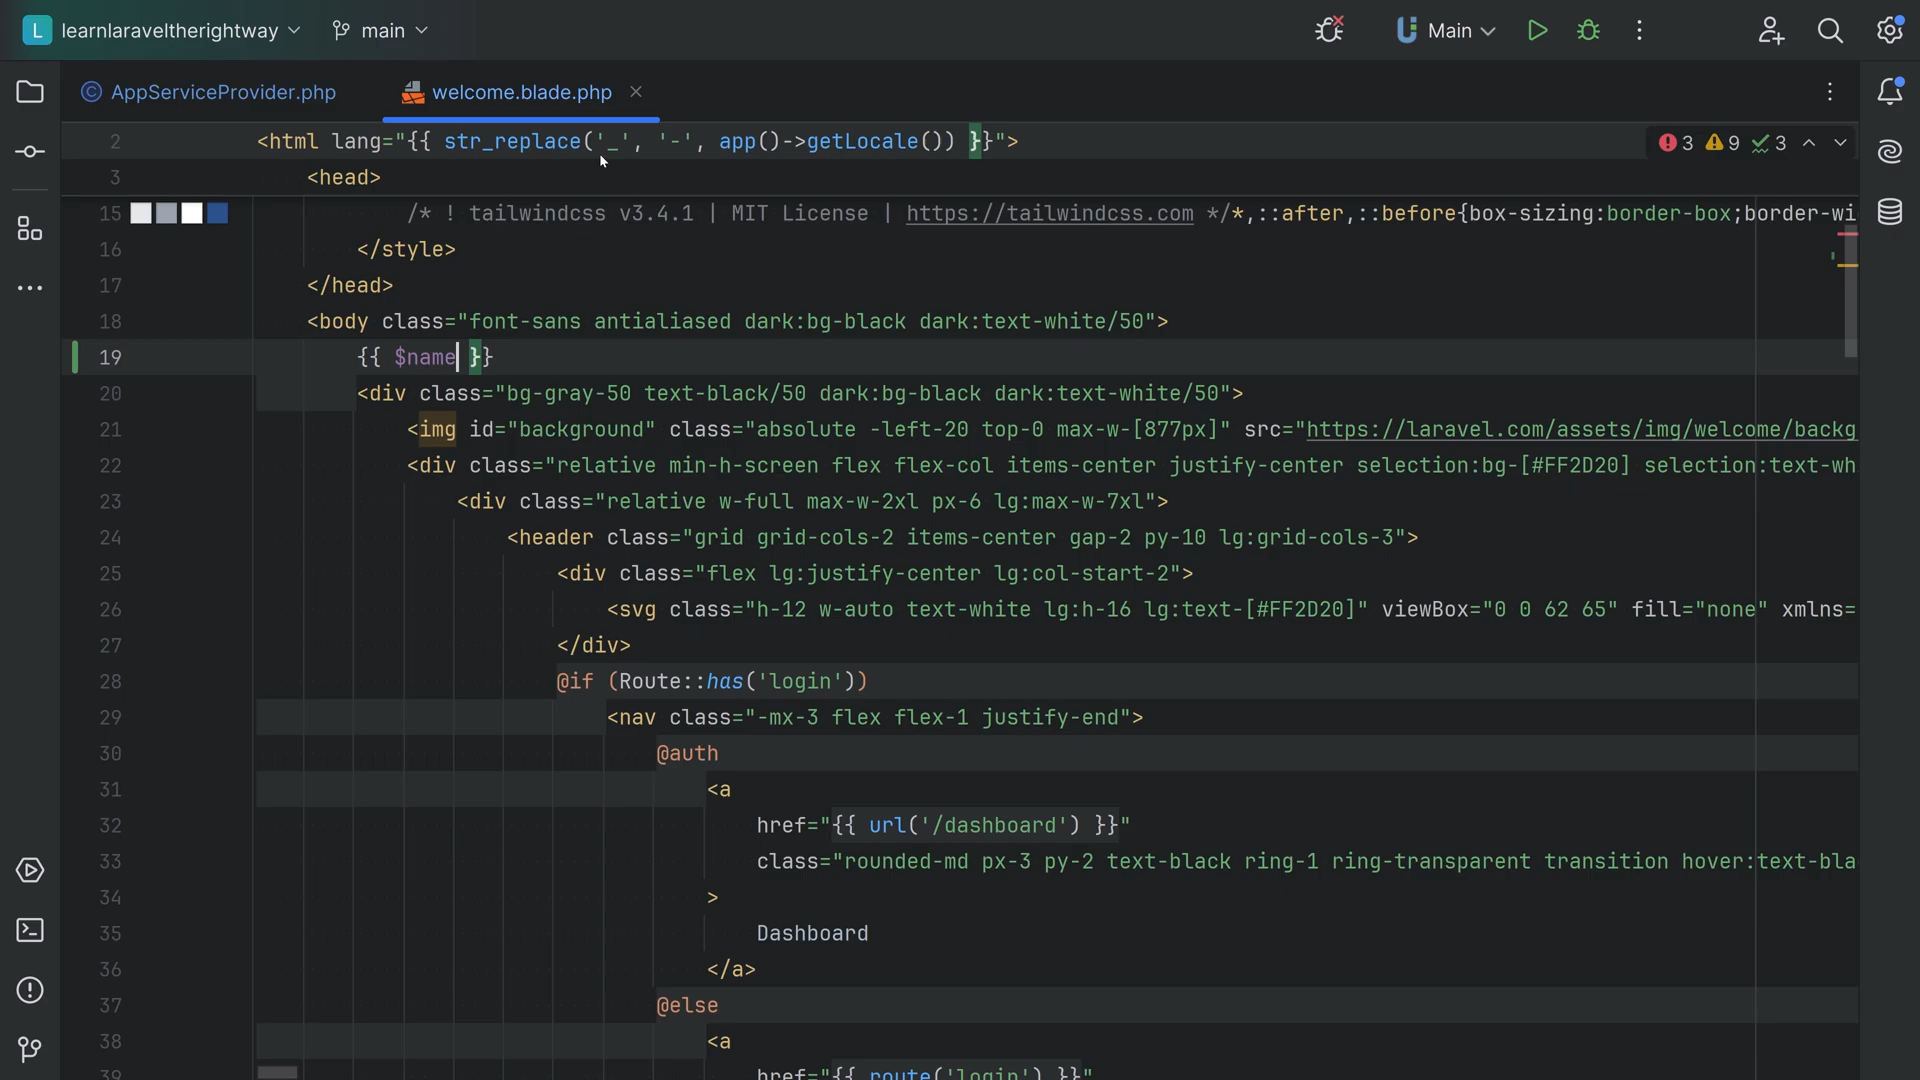 L learnlaraveltherightway main Main
AppServiceProvider.php welcome.blade.php
2 <html lang="{{ str_replace('_', '-', app()->getLocale()) }}"> 3 9 3
3 <head>
15 /* ! tailwindcss v3.4.1 | MIT License | https://tailwindcss.com */*,::after,::before{box-sizing:border-box;border-wi
16 </style>
17 </head>
18 <body class="font-sans antialiased dark:bg-black dark:text-white/50">
19 {{ $name }}
20 <div class="bg-gray-50 text-black/50 dark:bg-black dark:text-white/50">
21 <img id="background" class="absolute -left-20 top-0 max-w-[877px]" src="https://laravel.com/assets/img/welcome/backg
22 <div class="relative min-h-screen flex flex-col items-center justify-center selection:bg-[#FF2D20] selection:text-wh
23 <div class="relative w-full max-w-2xl px-6 lg:max-w-7xl">
24 <header class="grid grid-cols-2 items-center gap-2 py-10 lg:grid-cols-3">
25 <div class="flex lg:justify-center lg:col-start-2">
26 <svg class="h-12 w-auto text-white lg:h-16 lg:text-[#FF2D20]" viewBox="0 0 62 65" fill="none" xmlns=
27 </div>
28 @if (Route::has('login'))
29 <nav class="-mx-3 flex flex-1 justify-end">
30 @auth
31 <a
32 href="{{ url('/dashboard') }}"
33 class="rounded-md px-3 py-2 text-black ring-1 ring-transparent transition hover:text-bla
34 >
35 Dashboard
36 </a>
37 @else
38 <a
39 href="{{ route('login') }}"